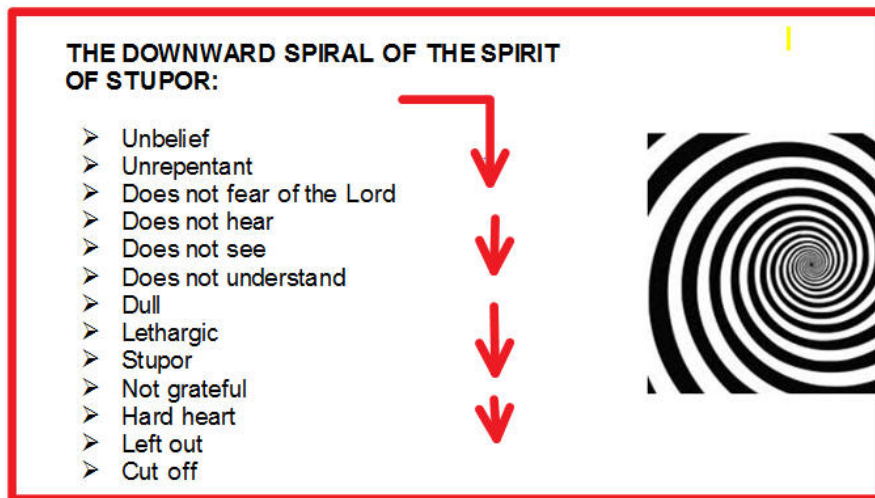 THE DOWNWARD SPIRAL OF THE SPIRIT
OF STUPOR:
➢ Unbelief
➢ Unrepentant
➢ Does not fear of the Lord
➢ Does not hear
➢ Does not see
➢ Does not understand
➢ Dull
➢ Lethargic
➢ Stupor
➢ Not grateful
➢ Hard heart
➢ Left out
➢ Cut off